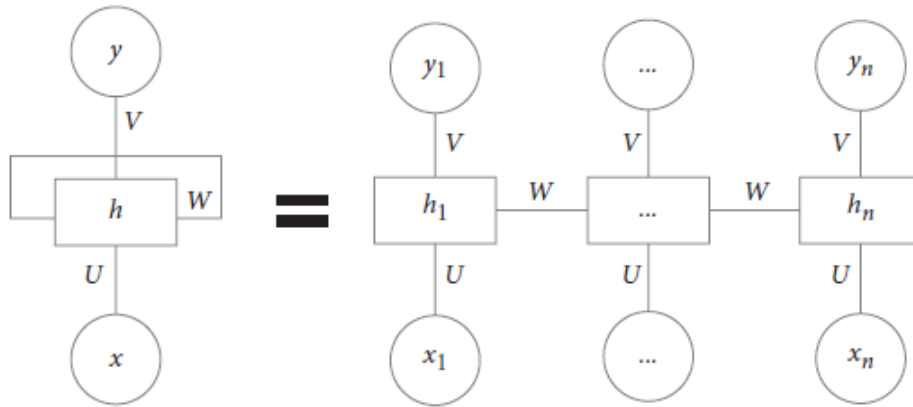 y
V
h
W
U
x
=
y₁ ... yₙ
V V V
h₁ W ... W hₙ
U U U
x₁ ... xₙ